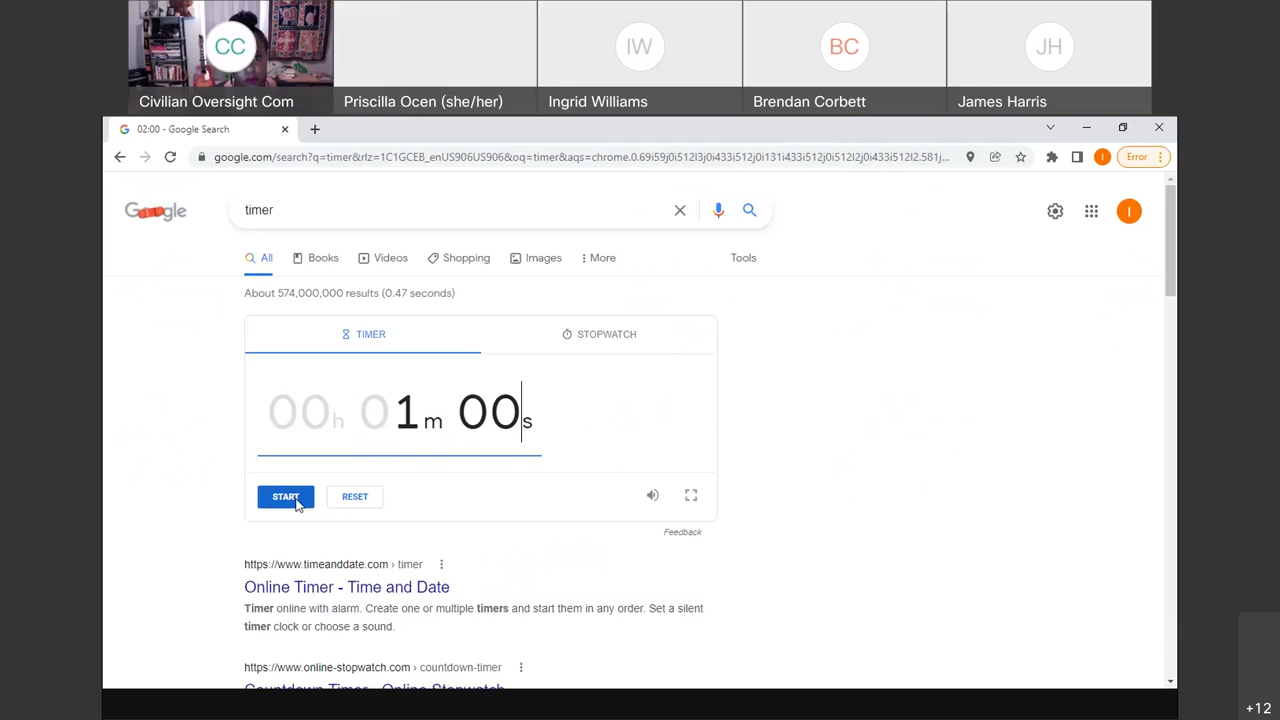 CC
IW
BC
JH
Civilian Oversight Com
Priscilla Ocen (she/her)
Ingrid Williams
Brendan Corbett
James Harris
02:00 - Google Search
google.com/search?q=timer&rlz=1C1GCEB_enUS906US906&oq=timer&aqs=chrome.0.69i59j0i512l3j0i433i512j0i131i433i512j0i512l2j0i433i512l2.581j...
Error
Google
timer
I
I
All
Books
Videos
Shopping
Images
More
Tools
About 574,000,000 results (0.47 seconds)
TIMER
STOPWATCH
00h 01m 00s
START
RESET
Feedback
https://www.timeanddate.com › timer
Online Timer - Time and Date
Timer online with alarm. Create one or multiple timers and start them in any order. Set a silent
timer clock or choose a sound.
https://www.online-stopwatch.com › countdown-timer
Countdown Timer - Online Stopwatch
+12